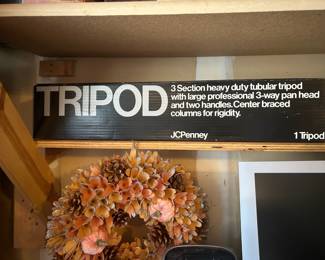 TRIPOD
3 Section heavy duty tubular tripod
with large professional 3-way pan head
and two handles. Center braced
columns for rigidity.
JCPenney
1 Tripod